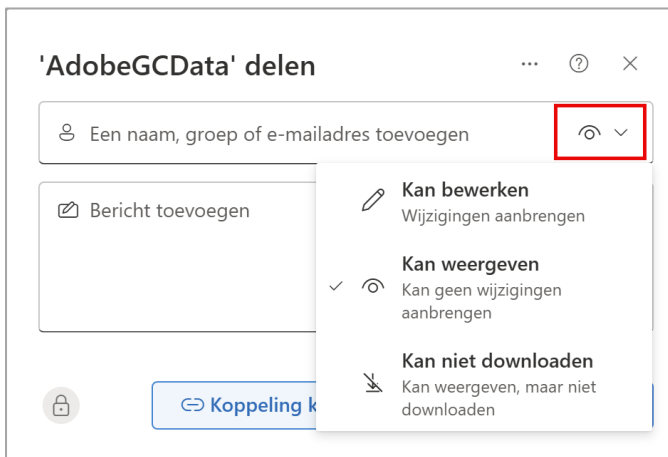 'AdobeGCData' delen
Een naam, groep of e-mailadres toevoegen
Bericht toevoegen
Kan bewerken
Wijzigingen aanbrengen
Kan weergeven
Kan geen wijzigingen
aanbrengen
Kan niet downloaden
Kan weergeven, maar niet
downloaden
Koppeling k